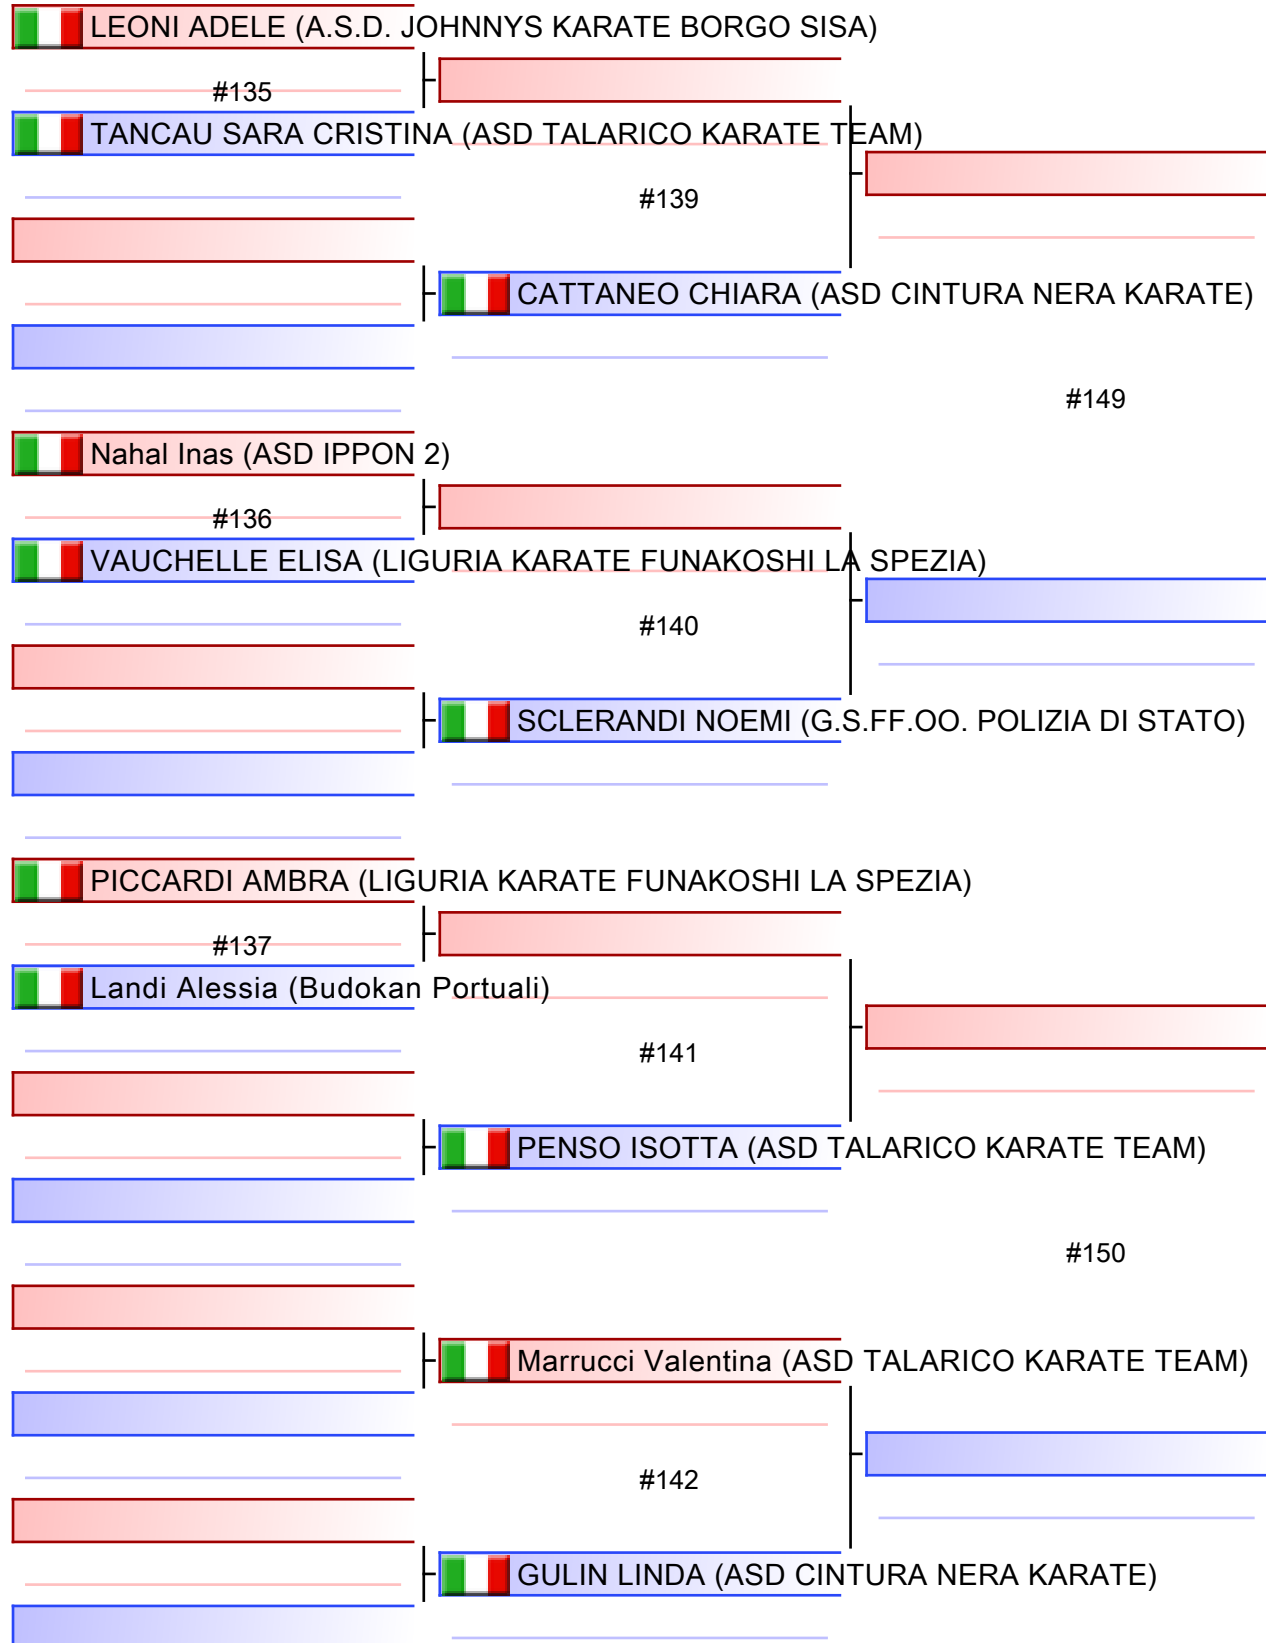 LEONI ADELE (A.S.D. JOHNNYS KARATE BORGO SISA)
#135
TANCAU SARA CRISTINA (ASD TALARICO KARATE TEAM)
#139
CATTANEO CHIARA (ASD CINTURA NERA KARATE)
#149
Nahal Inas (ASD IPPON 2)
#136
VAUCHELLE ELISA (LIGURIA KARATE FUNAKOSHI LA SPEZIA)
#140
SCLERANDI NOEMI (G.S.FF.OO. POLIZIA DI STATO)
PICCARDI AMBRA (LIGURIA KARATE FUNAKOSHI LA SPEZIA)
#137
Landi Alessia (Budokan Portuali)
#141
PENSO ISOTTA (ASD TALARICO KARATE TEAM)
#150
Marrucci Valentina (ASD TALARICO KARATE TEAM)
#142
GULIN LINDA (ASD CINTURA NERA KARATE)